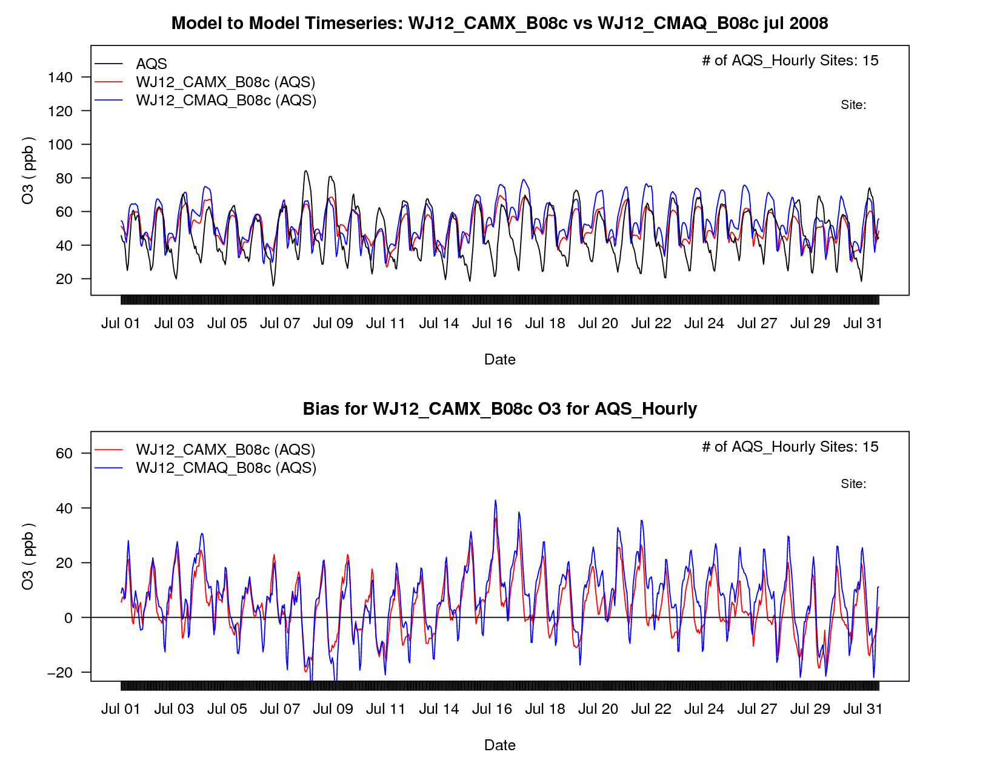 Model to Model Timeseries: WJ12_CAMX_B08c vs WJ12_CMAQ_B08c jul 2008
AQS
WJ12_CAMX_B08c (AQS)
WJ12_CMAQ_B08c (AQS)
# of AQS_Hourly Sites: 15
Site:
O3 ( ppb )
140
120
100
80
60
40
20
Jul 01 Jul 03 Jul 05 Jul 07 Jul 09 Jul 11 Jul 14 Jul 16 Jul 18 Jul 20 Jul 22 Jul 24 Jul 27 Jul 29 Jul 31
Date
Bias for WJ12_CAMX_B08c O3 for AQS_Hourly
WJ12_CAMX_B08c (AQS)
WJ12_CMAQ_B08c (AQS)
# of AQS_Hourly Sites: 15
Site:
O3 ( ppb )
60
40
20
0
−20
Jul 01 Jul 03 Jul 05 Jul 07 Jul 09 Jul 11 Jul 14 Jul 16 Jul 18 Jul 20 Jul 22 Jul 24 Jul 27 Jul 29 Jul 31
Date